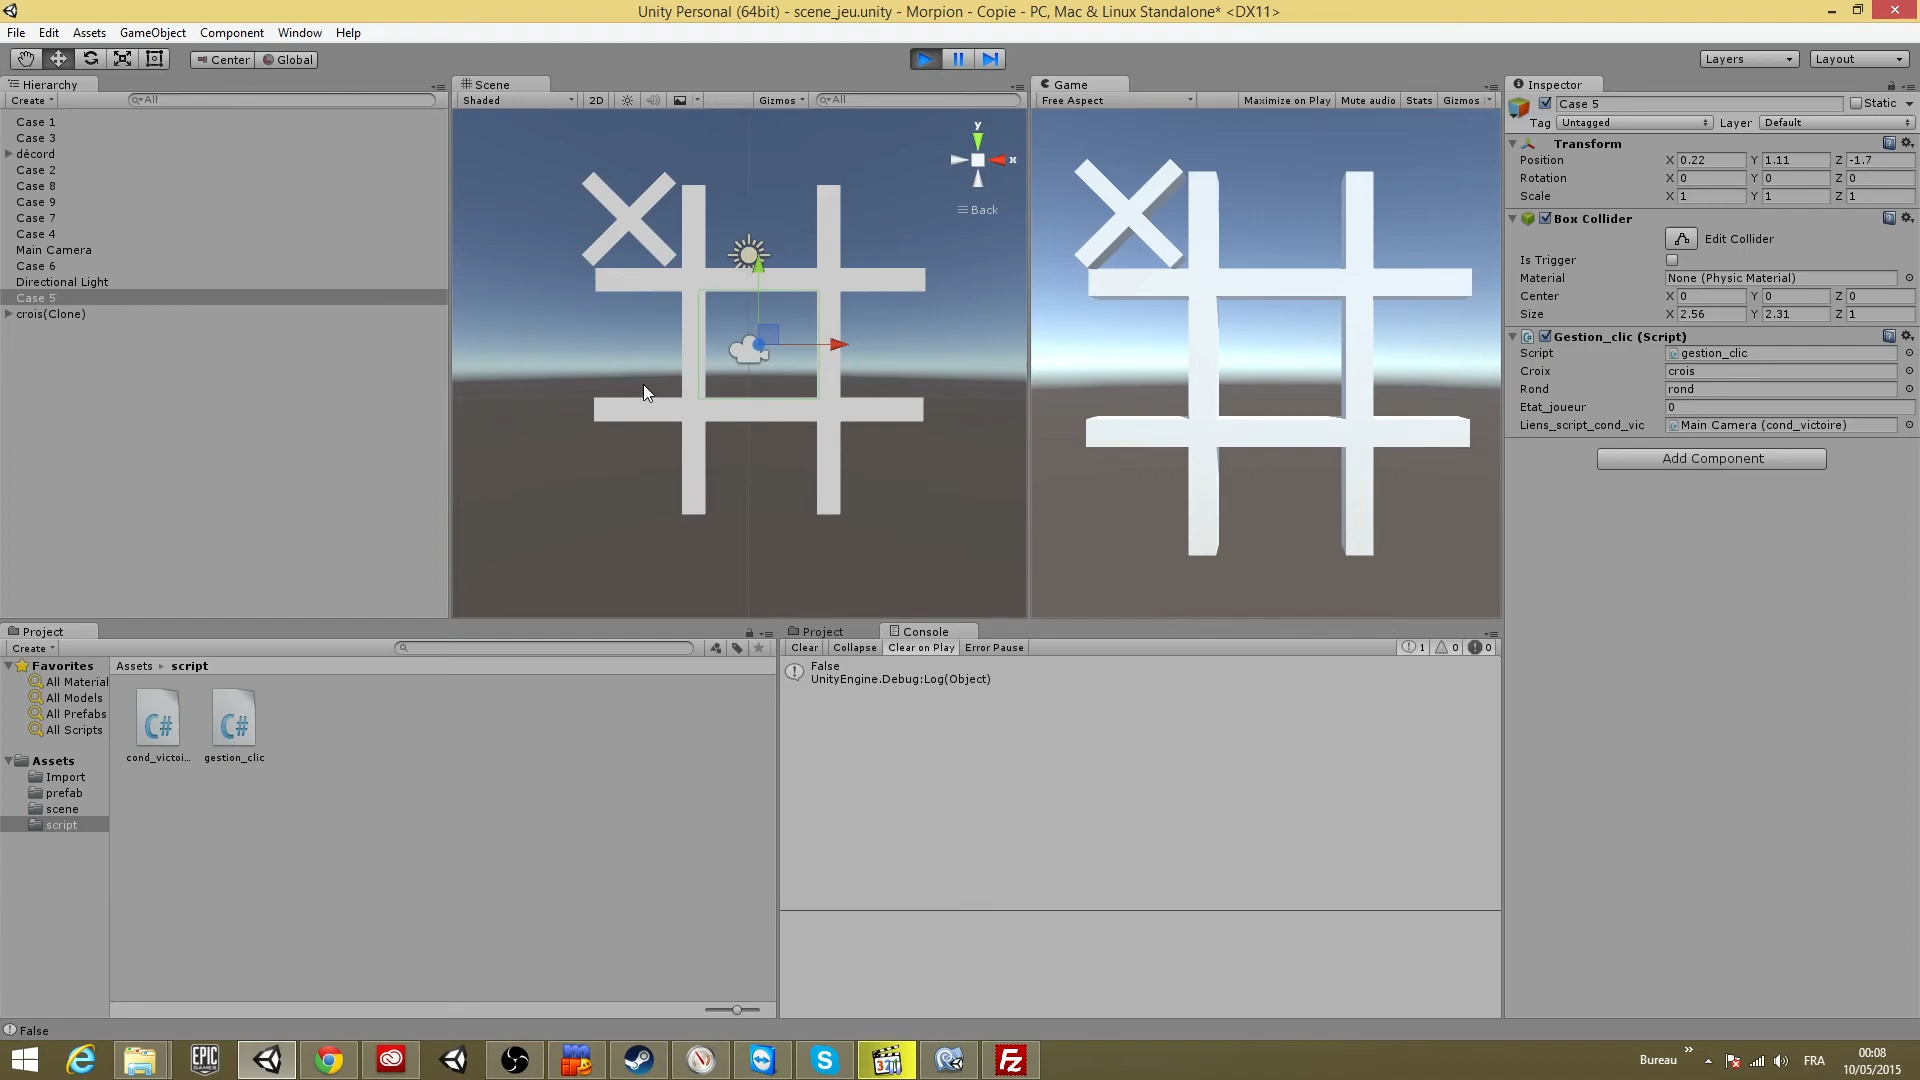 Unity Personal (64bit) - scene_jeu.unity - Morpion - Copie - PC, Mac & Linux Standalone* <DX11>
File Edit Assets GameObject Component Window Help
Center Global Layers Layout
Hierarchy
Create All
Case 1
Case 3
décord
Case 2
Case 8
Case 9
Case 7
Case 4
Main Camera
Case 6
Directional Light
Case 5
crois(Clone)
Scene
Shaded 2D Gizmos All
y
x
Back
Game
Free Aspect Maximize on Play Mute audio Stats Gizmos
Inspector
Case 5 Static
Tag Untagged Layer Default
Transform
Position X 0.22 Y 1.11 Z -1.7
Rotation X 0 Y 0 Z 0
Scale X 1 Y 1 Z 1
Box Collider
Edit Collider
Is Trigger
Material None (Physic Material)
Center X 0 Y 0 Z 0
Size X 2.56 Y 2.31 Z 1
Gestion_clic (Script)
Script gestion_clic
Croix crois
Rond rond
Etat_joueur 0
Liens_script_cond_vic Main Camera (cond_victoire)
Add Component
Project
Create
Favorites
All Material
All Models
All Prefabs
All Scripts
Assets
Import
prefab
scene
script
Assets script
C# C#
cond_victoi... gestion_clic
Project Console
Clear Collapse Clear on Play Error Pause 1 0 0
False
UnityEngine.Debug:Log(Object)
False
EPIC GAMES
321
Fz
Bureau FRA
00:08
10/05/2015